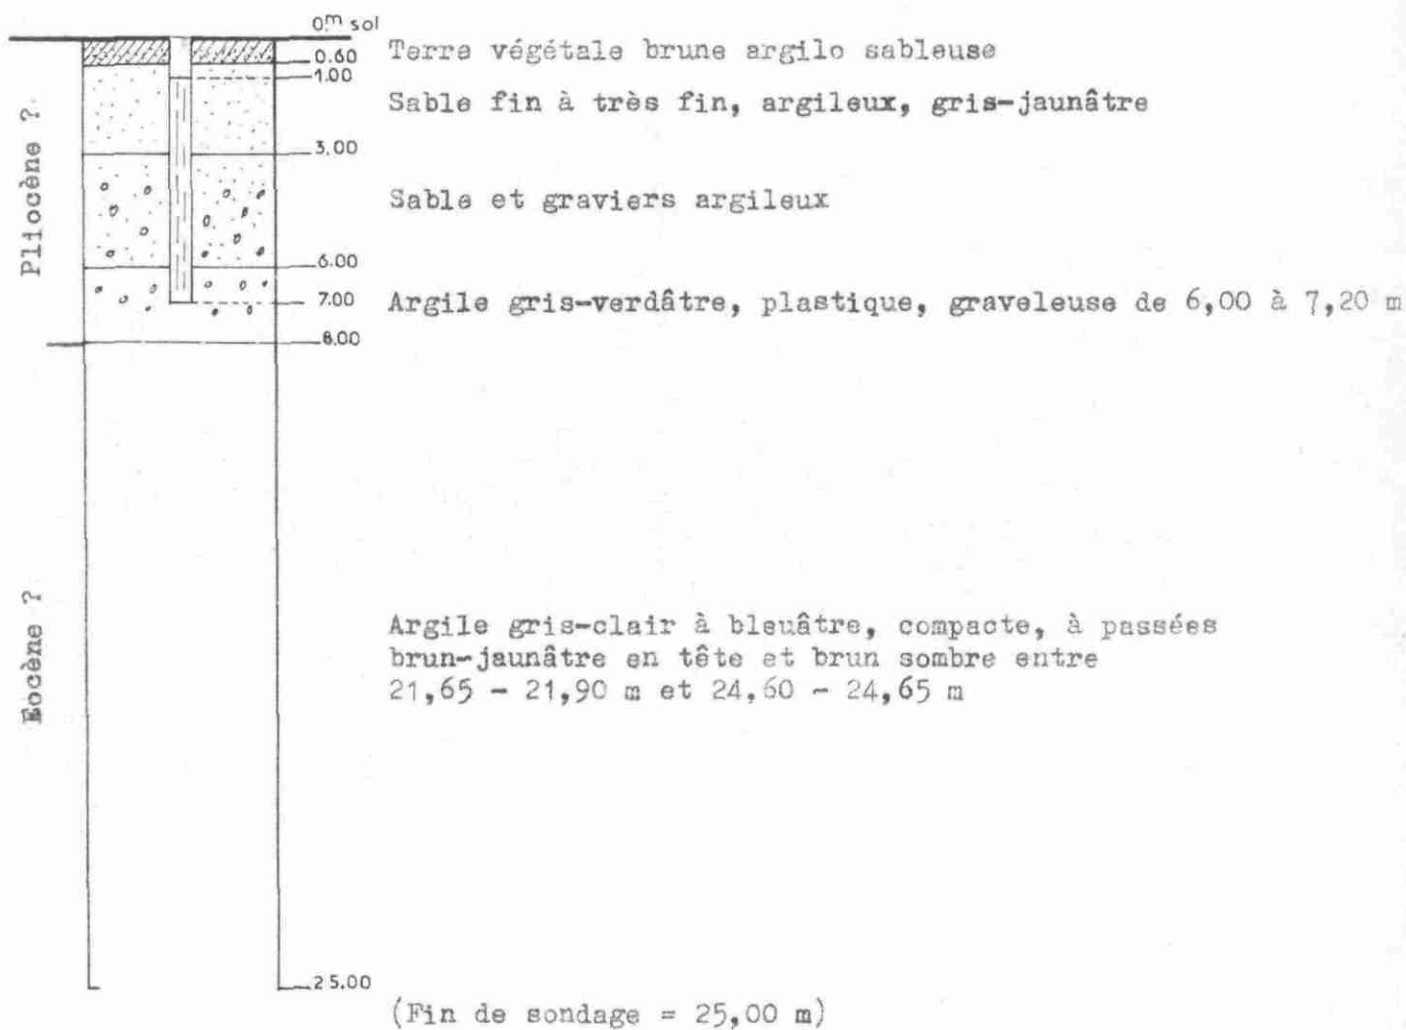 0m sol
0.60
Terre végétale brune argilo sableuse
1.00
Sable fin à très fin, argileux, gris-jaunâtre
3.00
Pliocène ?
Sable et graviers argileux
6.00
7.00
Argile gris-verdâtre, plastique, graveleuse de 6,00 à 7,20 m
8.00
Eocène ?
Argile gris-clair à bleuâtre, compacte, à passées
brun-jaunâtre en tête et brun sombre entre
21,65 - 21,90 m et 24,60 - 24,65 m
25.00
(Fin de sondage = 25,00 m)